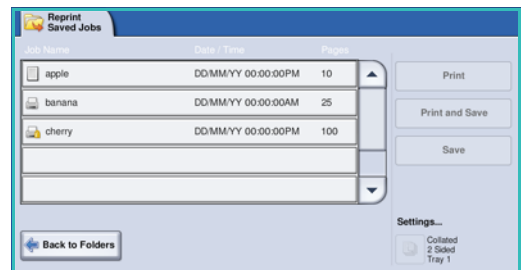 Reprint
Saved Jobs
Job Name Date / Time Pages
apple DD/MM/YY 00:00:00PM 10
banana DD/MM/YY 00:00:00AM 25
cherry DD/MM/YY 00:00:00PM 100
Print
Print and Save
Save
Back to Folders
Settings...
Collated
2 Sided
Tray 1